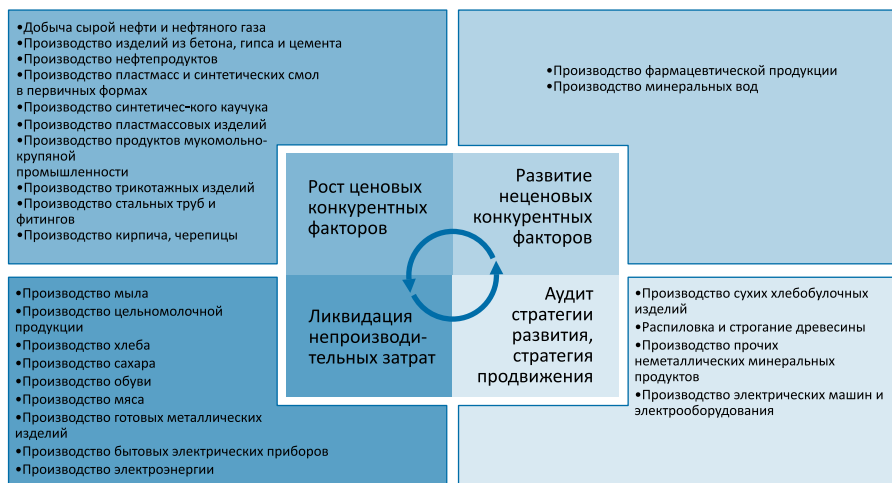 •Добыча сырой нефти и нефтяного газа
•Производство изделий из бетона, гипса и цемента
•Производство нефтепродуктов
•Производство пластмасс и синтетических смол
в первичных формах
•Производство синтетичес-кого каучука
•Производство пластмассовых изделий
•Производство продуктов мукомольно-
крупяной
промышленности
•Производство трикотажных изделий
•Производство стальных труб и
фитингов
•Производство кирпича, черепицы
•Производство фармацевтической продукции
•Производство минеральных вод
Рост ценовых
конкурентных
факторов
Развитие
неценовых
конкурентных
факторов
Ликвидация
непроизводи-
тельных затрат
Аудит
стратегии
развития,
стратегия
продвижения
•Производство мыла
•Производство цельномолочной
продукции
•Производство хлеба
•Производство сахара
•Производство обуви
•Производство мяса
•Производство готовых металлических
изделий
•Производство бытовых электрических приборов
•Производство электроэнергии
•Производство сухих хлебобулочных
изделий
•Распиловка и строгание древесины
•Производство прочих
неметаллических минеральных
продуктов
•Производство электрических машин и
электрооборудования